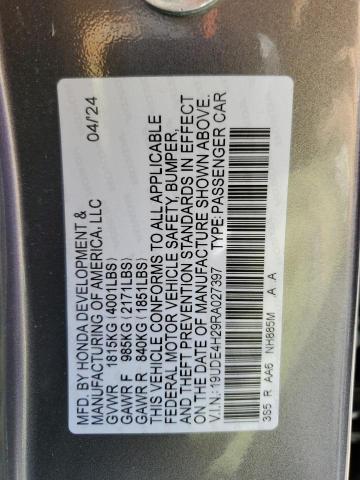 MFD. BY HONDA DEVELOPMENT & 04/'24
MANUFACTURING OF AMERICA, LLC
GVWR 1815KG (4001LBS)
GAWR F 985KG (2171LBS)
GAWR R 840KG (1851LBS)
THIS VEHICLE CONFORMS TO ALL APPLICABLE
FEDERAL MOTOR VEHICLE SAFETY, BUMPER,
AND THEFT PREVENTION STANDARDS IN EFFECT
ON THE DATE OF MANUFACTURE SHOWN ABOVE.
V.I.N.: 19UDE4H29RA027397 TYPE: PASSENGER CAR
3S5 R AA6 NH885M A A